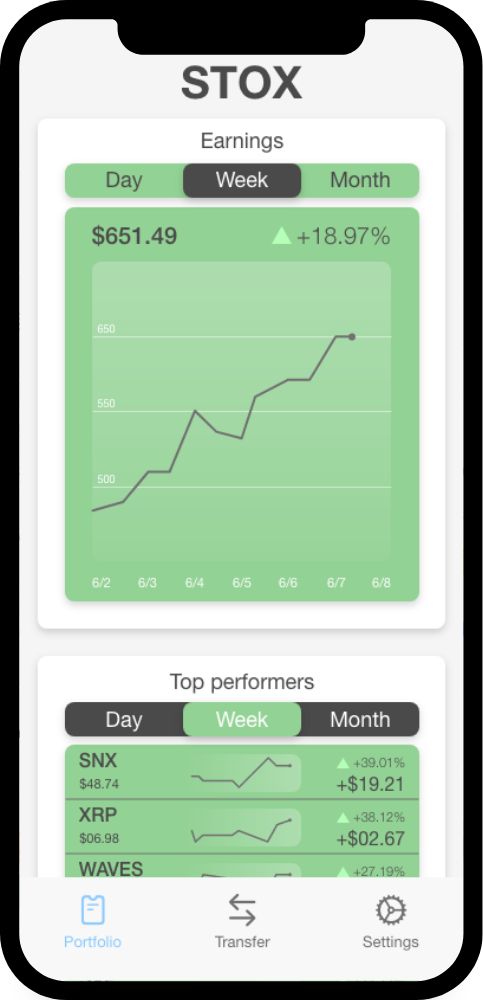 STOX
Earnings
Day Week Month
$651.49 +18.97%
650
550
500
6/2 6/3 6/4 6/5 6/6 6/7 6/8
Top performers
Day Week Month
SNX +39.01%
$48.74 +$19.21
XRP +38.12%
$06.98 +$02.67
WAVES +27.19%
Portfolio Transfer Settings